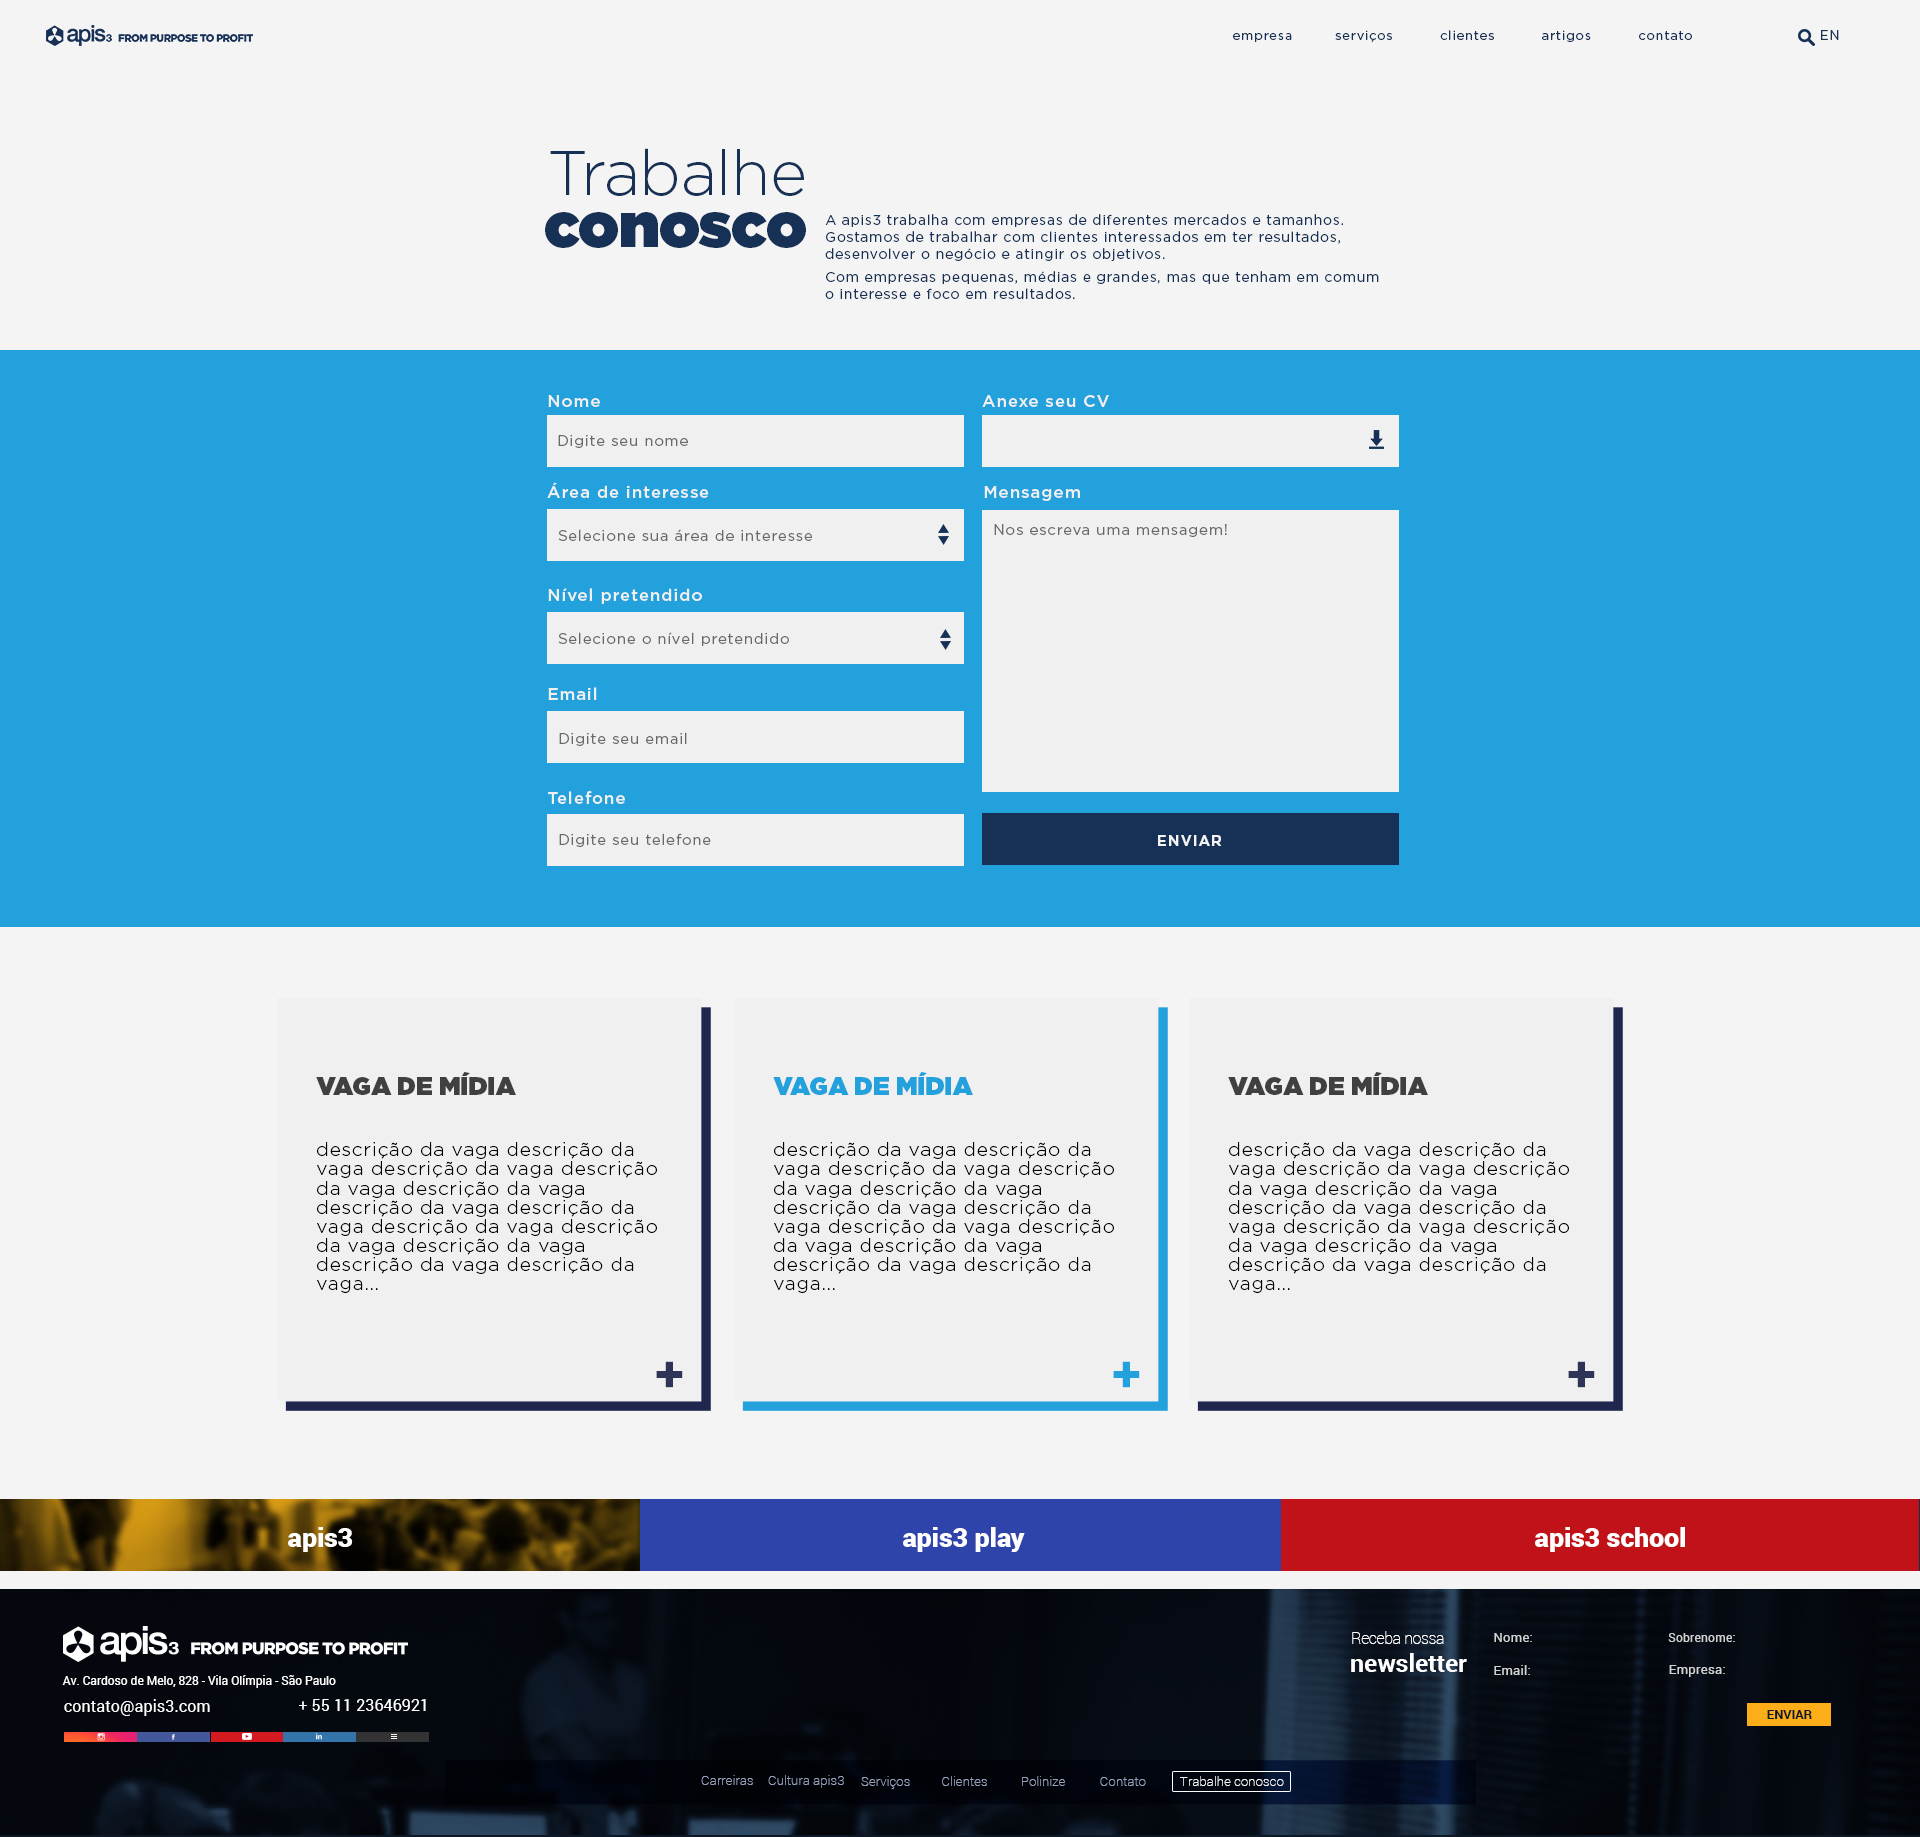 apis3 FROM PURPOSE TO PROFIT
empresa serviços clientes artigos contato EN
Trabalhe
conosco
A apis3 trabalha com empresas de diferentes mercados e tamanhos.
Gostamos de trabalhar com clientes interessados em ter resultados,
desenvolver o negócio e atingir os objetivos.
Com empresas pequenas, médias e grandes, mas que tenham em comum
o interesse e foco em resultados.
Nome
Digite seu nome
Área de interesse
Selecione sua área de interesse
Nível pretendido
Selecione o nível pretendido
Email
Digite seu email
Telefone
Digite seu telefone
Anexe seu CV
Mensagem
Nos escreva uma mensagem!
ENVIAR
VAGA DE MÍDIA
descrição da vaga descrição da
vaga descrição da vaga descrição
da vaga descrição da vaga
descrição da vaga descrição da
vaga descrição da vaga descrição
da vaga descrição da vaga
descrição da vaga descrição da
vaga...
+
VAGA DE MÍDIA
descrição da vaga descrição da
vaga descrição da vaga descrição
da vaga descrição da vaga
descrição da vaga descrição da
vaga descrição da vaga descrição
da vaga descrição da vaga
descrição da vaga descrição da
vaga...
+
VAGA DE MÍDIA
descrição da vaga descrição da
vaga descrição da vaga descrição
da vaga descrição da vaga
descrição da vaga descrição da
vaga descrição da vaga descrição
da vaga descrição da vaga
descrição da vaga descrição da
vaga...
+
apis3
apis3 play
apis3 school
apis3 FROM PURPOSE TO PROFIT
Av. Cardoso de Melo, 828 - Vila Olímpia - São Paulo
contato@apis3.com + 55 11 23646921
Receba nossa
newsletter
Nome: Sobrenome:
Email: Empresa:
ENVIAR
Carreiras Cultura apis3 Serviços Clientes Polinize Contato Trabalhe conosco